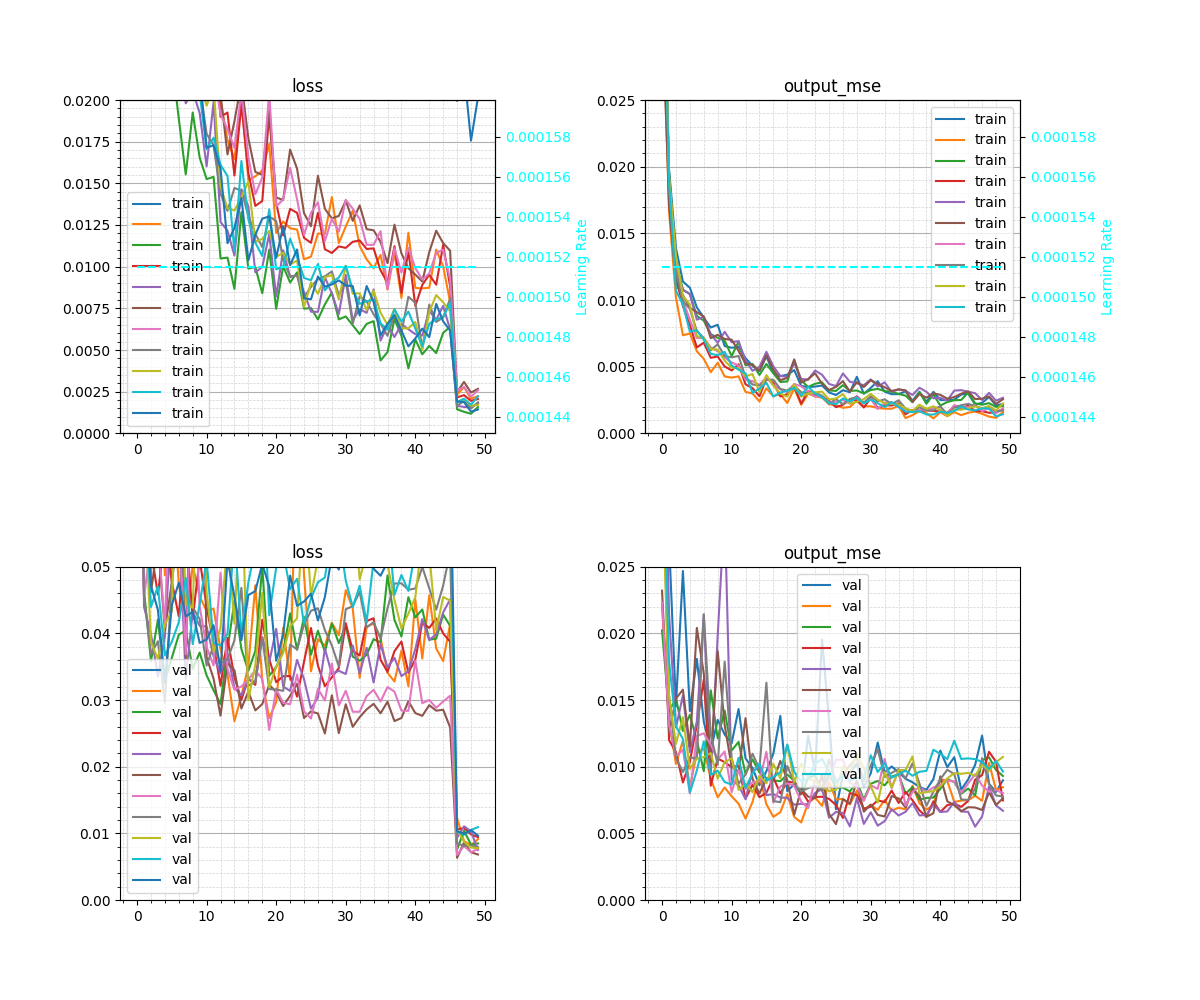 loss
0.0200
0.0175
0.0150
0.0125
0.0100
0.0075
0.0050
0.0025
0.0000
0
10
20
30
40
50
train
train
train
train
train
train
train
train
train
train
train
0.000158
0.000156
0.000154
0.000152
0.000150
0.000148
0.000146
0.000144
Learning Rate
output_mse
0.025
0.020
0.015
0.010
0.005
0.000
0
10
20
30
40
50
train
train
train
train
train
train
train
train
train
train
0.000158
0.000156
0.000154
0.000152
0.000150
0.000148
0.000146
0.000144
Learning Rate
loss
0.05
0.04
0.03
0.02
0.01
0.00
0
10
20
30
40
50
val
val
val
val
val
val
val
val
val
val
val
output_mse
0.025
0.020
0.015
0.010
0.005
0.000
0
10
20
30
40
50
val
val
val
val
val
val
val
val
val
val